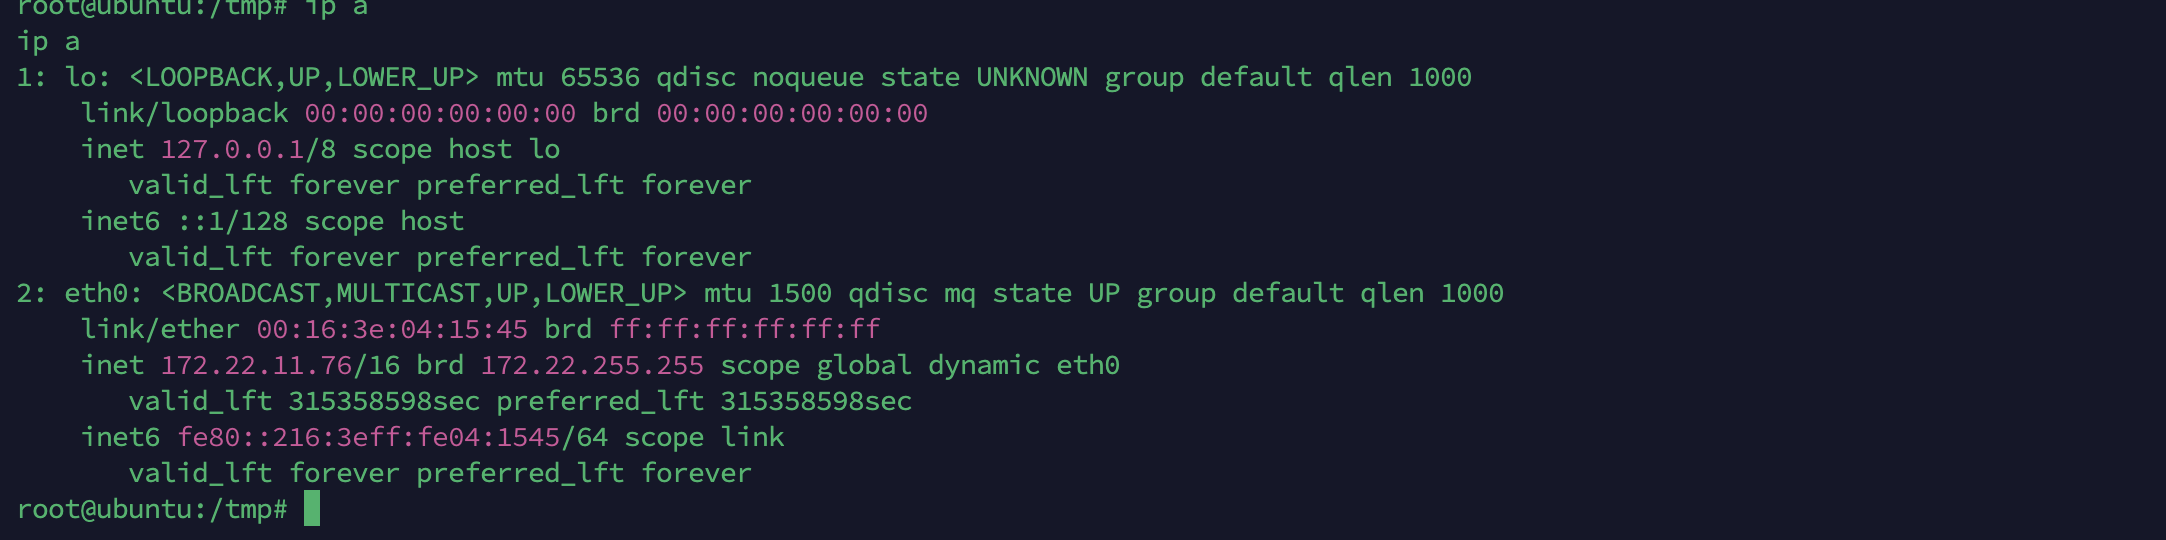 root@ubuntu:/tmp# ip a
ip a
1: lo: <LOOPBACK,UP,LOWER_UP> mtu 65536 qdisc noqueue state UNKNOWN group default qlen 1000
    link/loopback 00:00:00:00:00:00 brd 00:00:00:00:00:00
    inet 127.0.0.1/8 scope host lo
       valid_lft forever preferred_lft forever
    inet6 ::1/128 scope host
       valid_lft forever preferred_lft forever
2: eth0: <BROADCAST,MULTICAST,UP,LOWER_UP> mtu 1500 qdisc mq state UP group default qlen 1000
    link/ether 00:16:3e:04:15:45 brd ff:ff:ff:ff:ff:ff
    inet 172.22.11.76/16 brd 172.22.255.255 scope global dynamic eth0
       valid_lft 315358598sec preferred_lft 315358598sec
    inet6 fe80::216:3eff:fe04:1545/64 scope link
       valid_lft forever preferred_lft forever
root@ubuntu:/tmp#